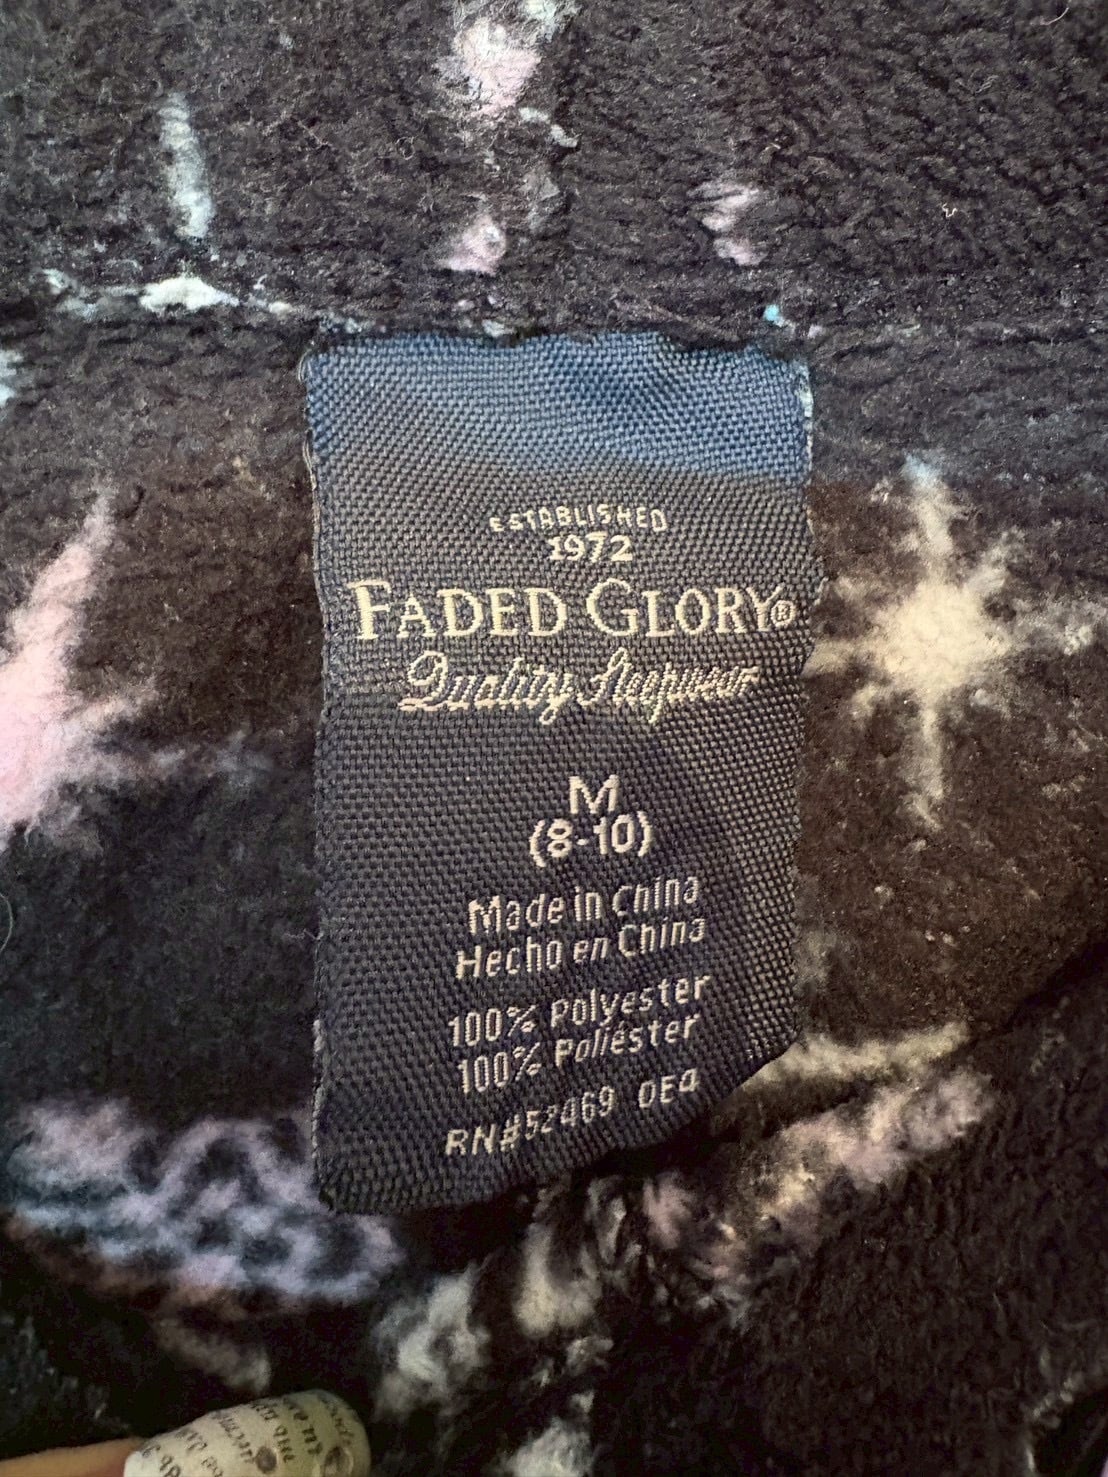 ESTABLISHED
1972
FADED GLORY®
Quality Sleepwear
M
(8-10)
Made in China
Hecho en China
100% Polyester
100% Poliéster
RN#52469 0EA